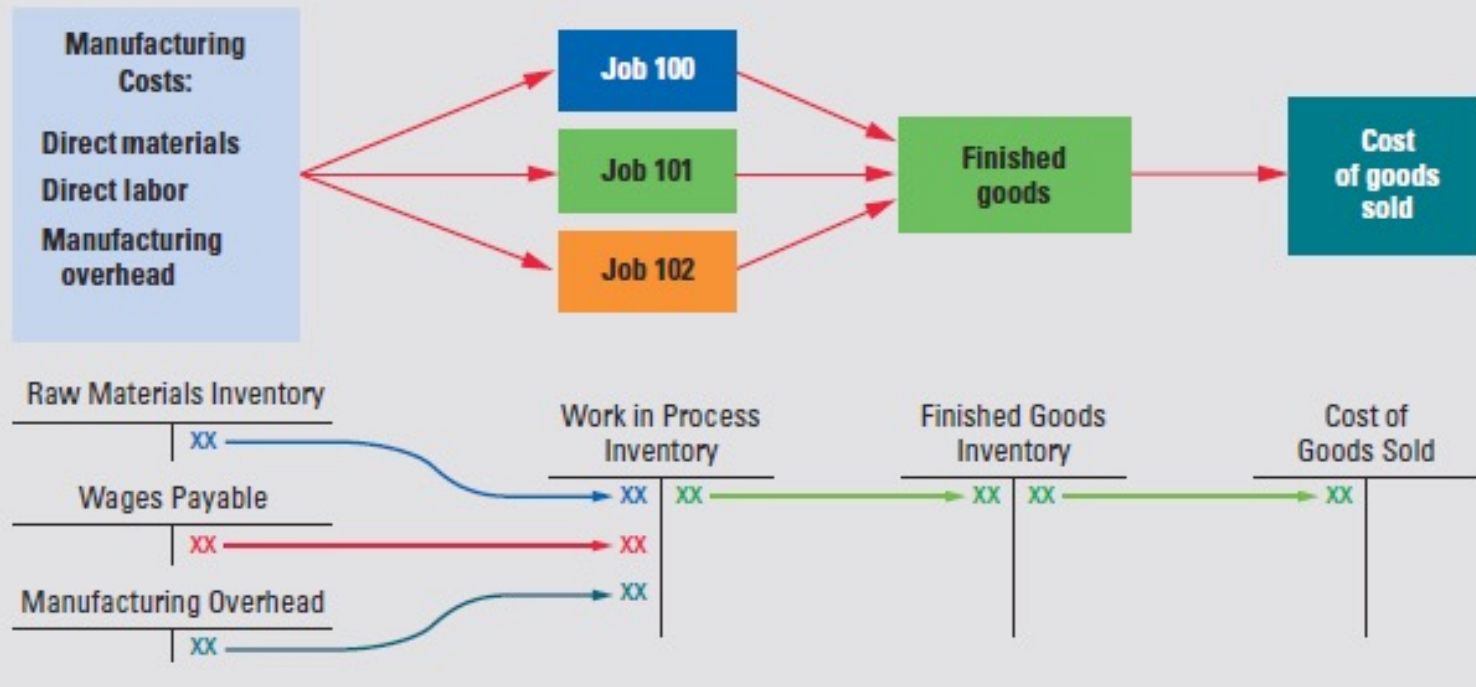 Manufacturing
Costs:
Direct materials
Direct labor
Manufacturing
overhead
Job 100
Job 101
Job 102
Finished
goods
Cost
of goods
sold
Raw Materials Inventory
XX
Wages Payable
XX
Manufacturing Overhead
XX
Work in Process
Inventory
XX XX
XX
XX
Finished Goods
Inventory
XX XX
Cost of
Goods Sold
XX